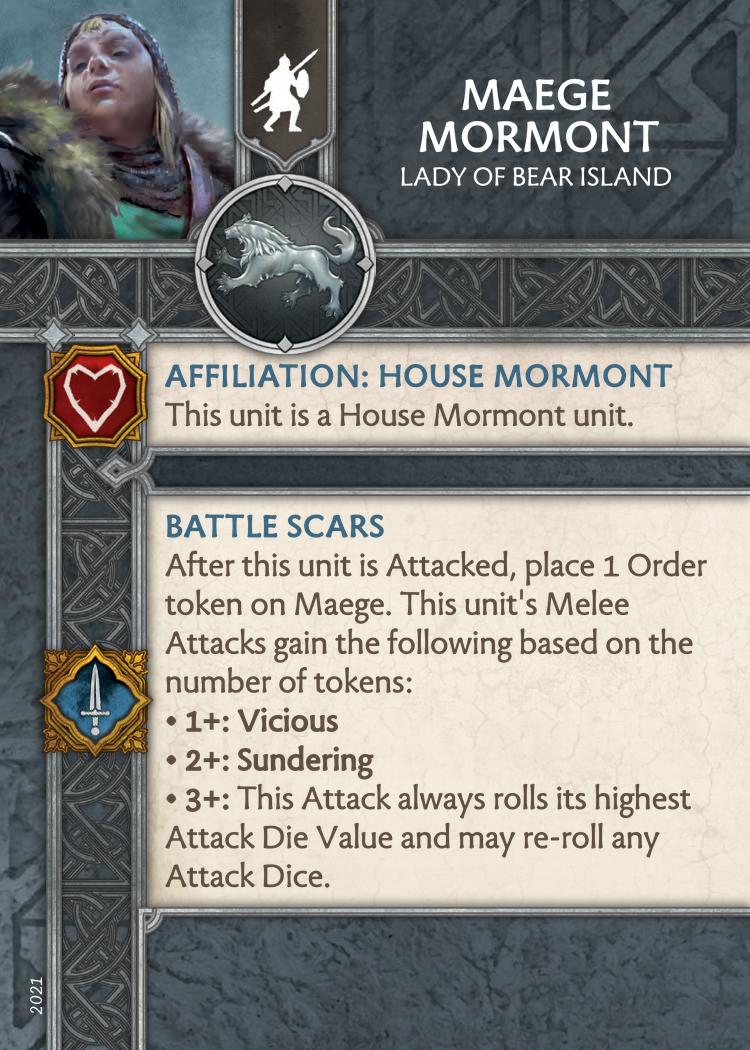 MAEGE
MORMONT
LADY OF BEAR ISLAND
AFFILIATION: HOUSE MORMONT
This unit is a House Mormont unit.
BATTLE SCARS
After this unit is Attacked, place 1 Order
token on Maege. This unit's Melee
Attacks gain the following based on the
number of tokens:
• 1+: Vicious
• 2+: Sundering
• 3+: This Attack always rolls its highest
Attack Die Value and may re-roll any
Attack Dice.
2021